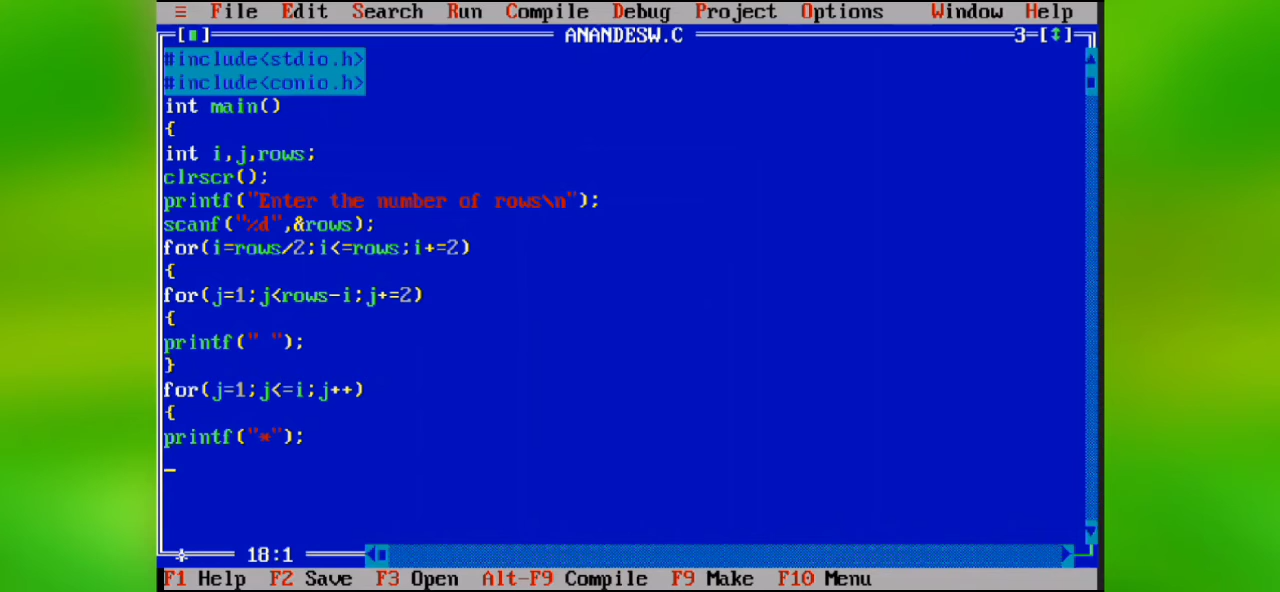 ≡ File Edit Search Run Compile Debug Project Options Window Help
[■] ANANDESW.C 3=[↕]
#include<stdio.h>
#include<conio.h>
int main()
{
int i,j,rows;
clrscr();
printf("Enter the number of rows\n");
scanf("%d",&rows);
for(i=rows/2;i<=rows;i+=2)
{
for(j=1;j<rows-i;j+=2)
{
printf(" ");
}
for(j=1;j<=i;j++)
{
printf("*");
18:1
F1 Help F2 Save F3 Open Alt-F9 Compile F9 Make F10 Menu